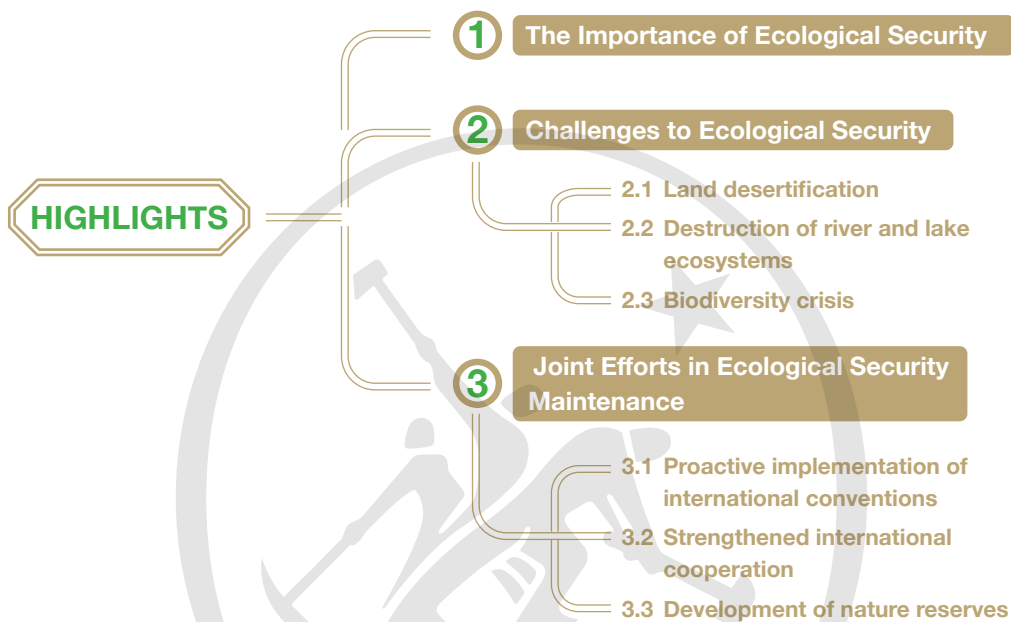 HIGHLIGHTS
1 The Importance of Ecological Security
2 Challenges to Ecological Security
2.1 Land desertification
2.2 Destruction of river and lake
ecosystems
2.3 Biodiversity crisis
3 Joint Efforts in Ecological Security
Maintenance
3.1 Proactive implementation of
international conventions
3.2 Strengthened international
cooperation
3.3 Development of nature reserves